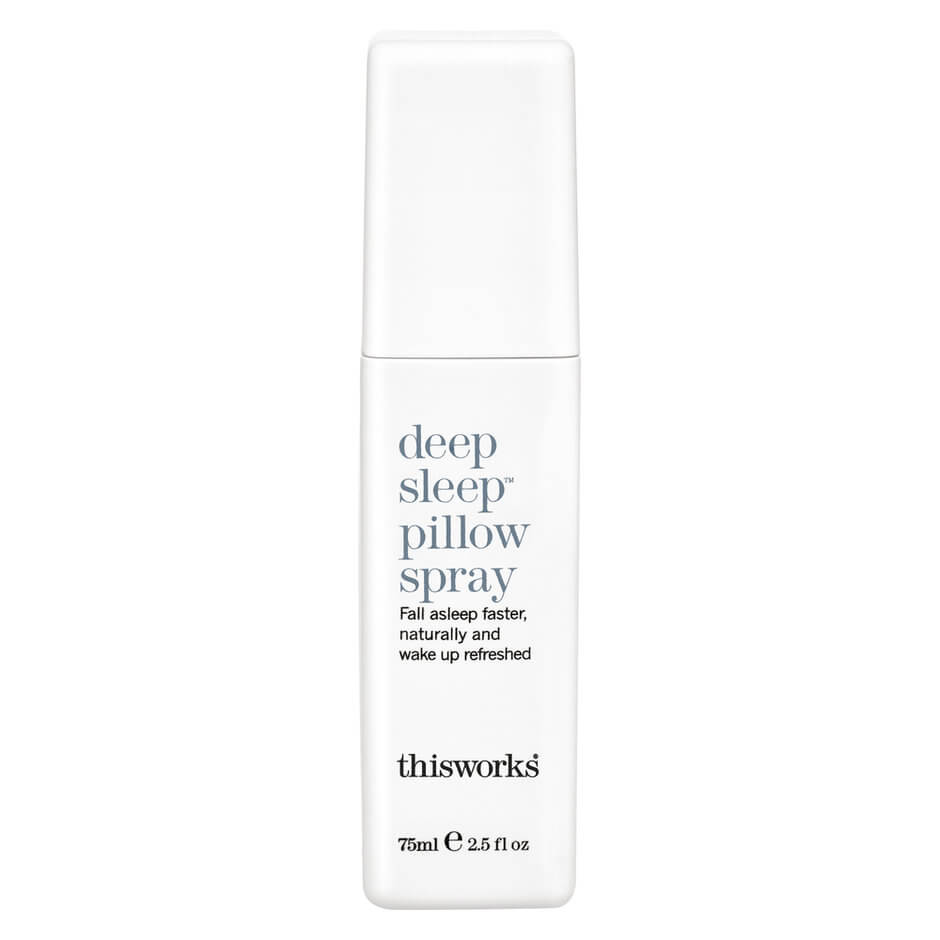 deep
sleep™
pillow
spray
Fall asleep faster,
naturally and
wake up refreshed
thisworks®
75ml ℮ 2.5 fl oz